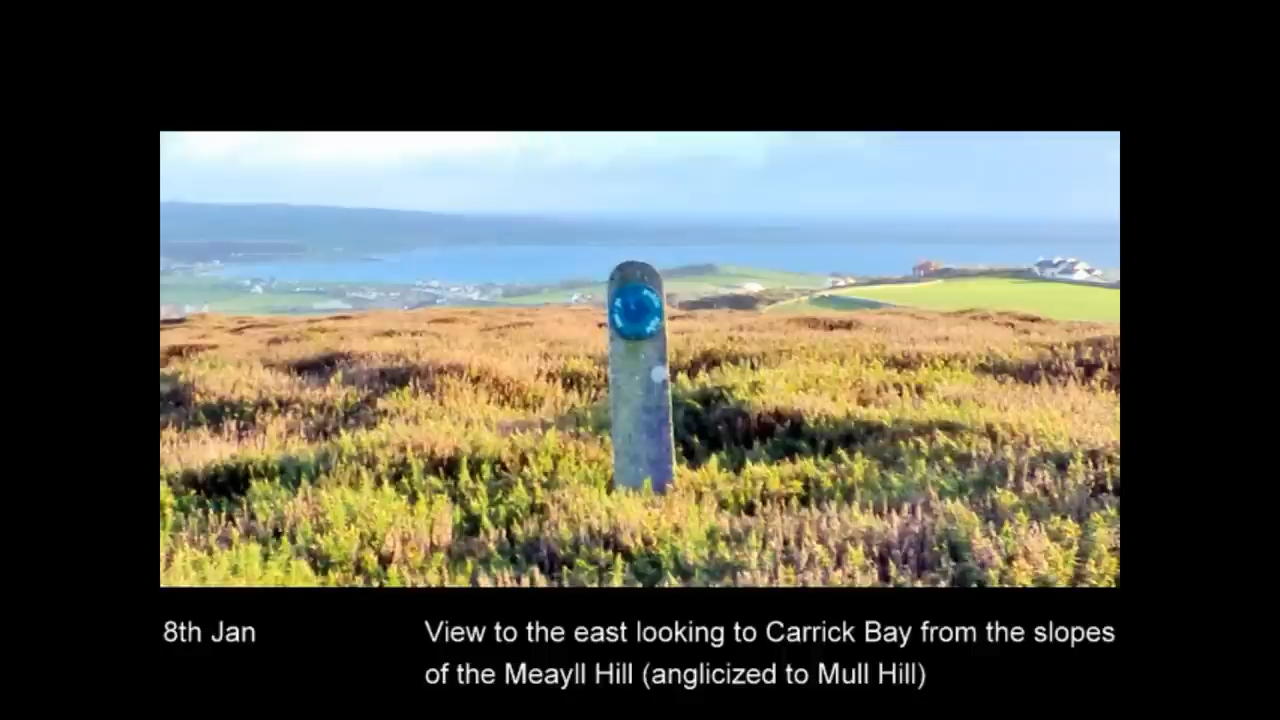 8th Jan
View to the east looking to Carrick Bay from the slopes
of the Meayll Hill (anglicized to Mull Hill)